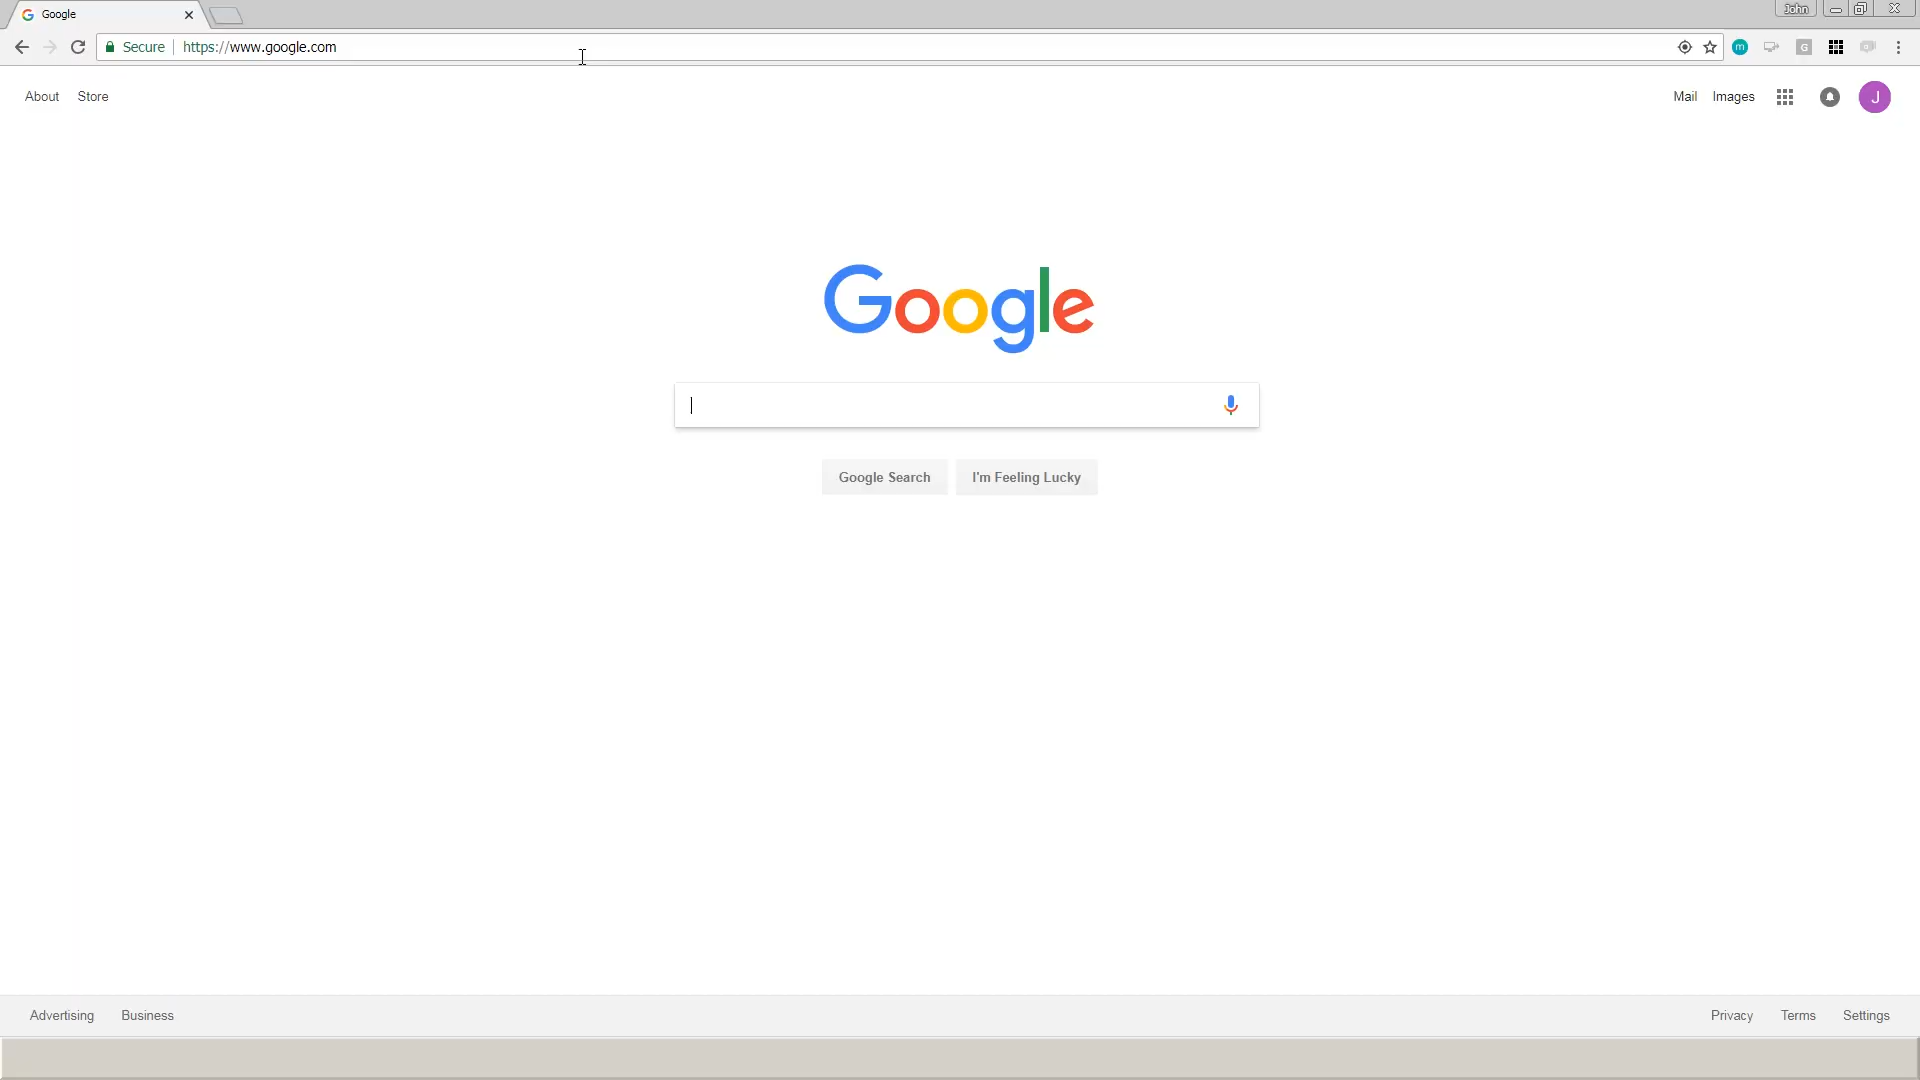 Google
John
Secure
https://www.google.com
m
G
About Store
Mail Images
J
Google
Google Search I'm Feeling Lucky
Advertising Business
Privacy Terms Settings